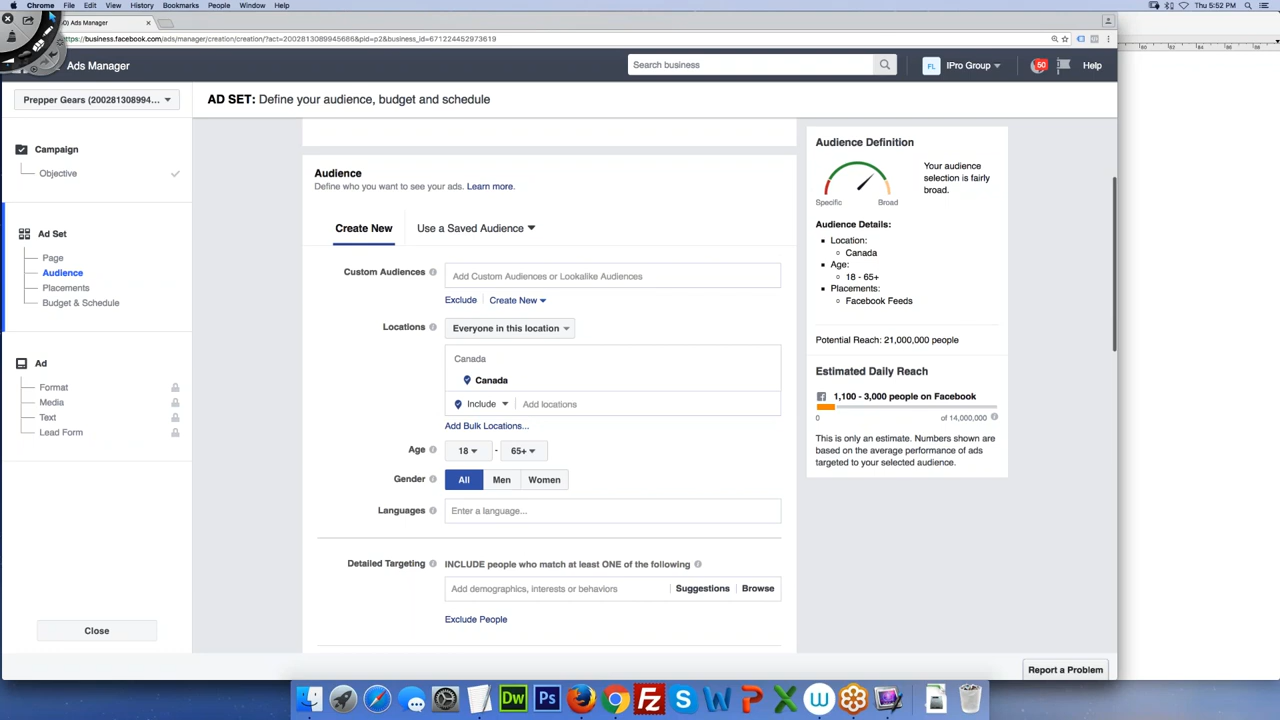 Chrome File Edit View History Bookmarks People Window Help
Thu 5:52 PM
Ads Manager
https://business.facebook.com/ads/manager/creation/creation/?act=2002813089945686&pid=p2&business_id=671224452973619
Ads Manager
Search business
FL IPro Group
50
Help
Prepper Gears (200281308994...
AD SET: Define your audience, budget and schedule
Campaign
Objective
Ad Set
Page
Audience
Placements
Budget & Schedule
Ad
Format
Media
Text
Lead Form
Close
Audience
Define who you want to see your ads. Learn more.
Create New
Use a Saved Audience
Custom Audiences
Add Custom Audiences or Lookalike Audiences
Exclude | Create New
Locations
Everyone in this location
Canada
Canada
Include
Add locations
Add Bulk Locations...
Age
18 - 65+
Gender
All Men Women
Languages
Enter a language...
Detailed Targeting
INCLUDE people who match at least ONE of the following
Add demographics, interests or behaviors
Suggestions
Browse
Exclude People
Audience Definition
Specific
Broad
Your audience
selection is fairly
broad.
Audience Details:
Location:
Canada
Age:
18 - 65+
Placements:
Facebook Feeds
Potential Reach: 21,000,000 people
Estimated Daily Reach
1,100 - 3,000 people on Facebook
0
of 14,000,000
This is only an estimate. Numbers shown are
based on the average performance of ads
targeted to your selected audience.
Report a Problem
Dw
Ps
Fz
S
W
P
X
W